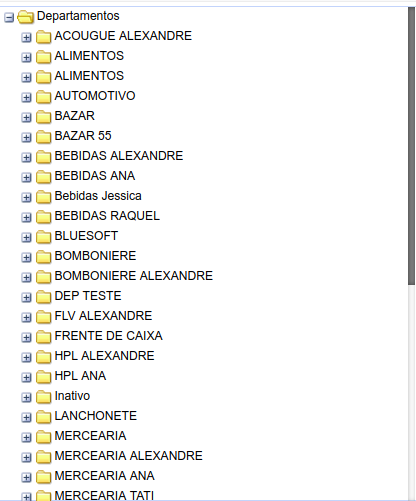 Departamentos
ACOUGUE ALEXANDRE
ALIMENTOS
ALIMENTOS
AUTOMOTIVO
BAZAR
BAZAR 55
BEBIDAS ALEXANDRE
BEBIDAS ANA
Bebidas Jessica
BEBIDAS RAQUEL
BLUESOFT
BOMBONIERE
BOMBONIERE ALEXANDRE
DEP TESTE
FLV ALEXANDRE
FRENTE DE CAIXA
HPL ALEXANDRE
HPL ANA
Inativo
LANCHONETE
MERCEARIA
MERCEARIA ALEXANDRE
MERCEARIA ANA
MERCEARIA TATI